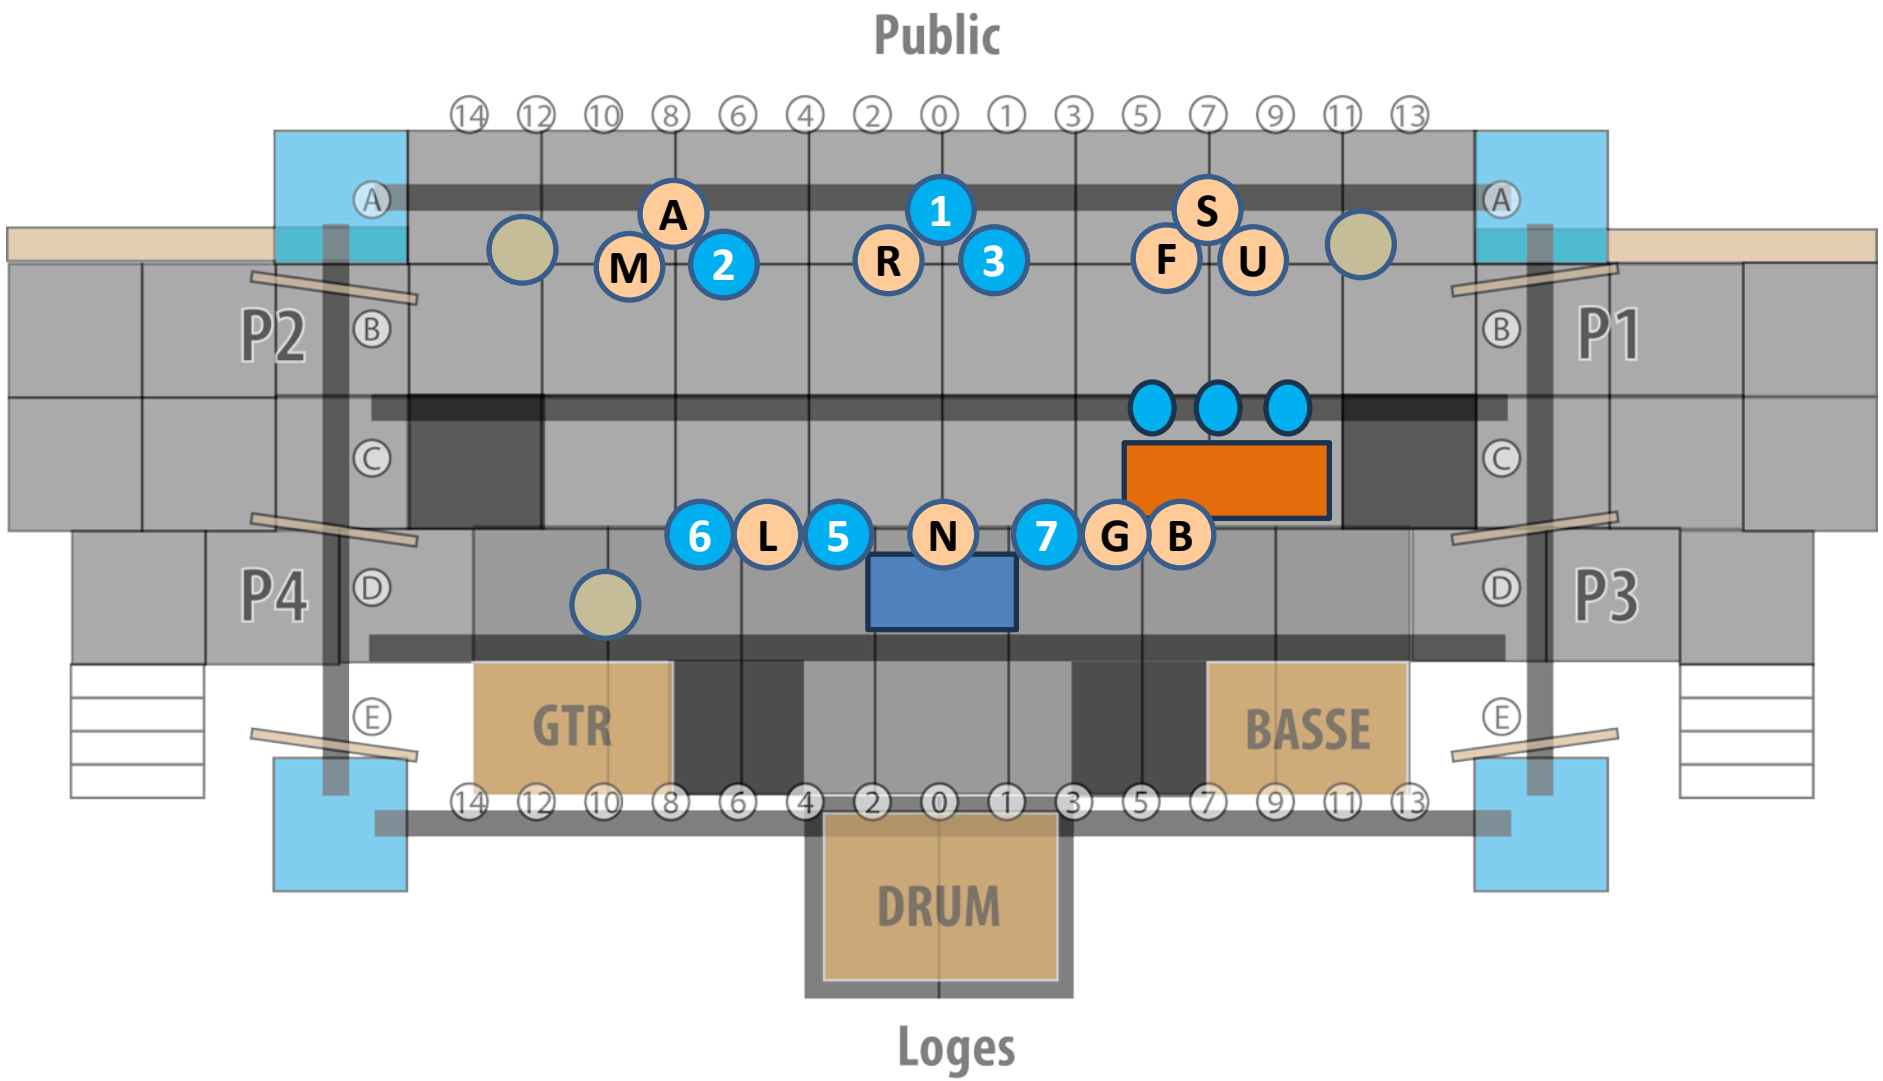 Public
14 12 10 8 6 4 2 0 1 3 5 7 9 11 13
A A
A 1 S
M 2 R 3 F U
P2 B B P1
C C
6 L 5 N 7 G B
P4 D D P3
E GTR BASSE E
14 12 10 8 6 4 2 0 1 3 5 7 9 11 13
DRUM
Loges